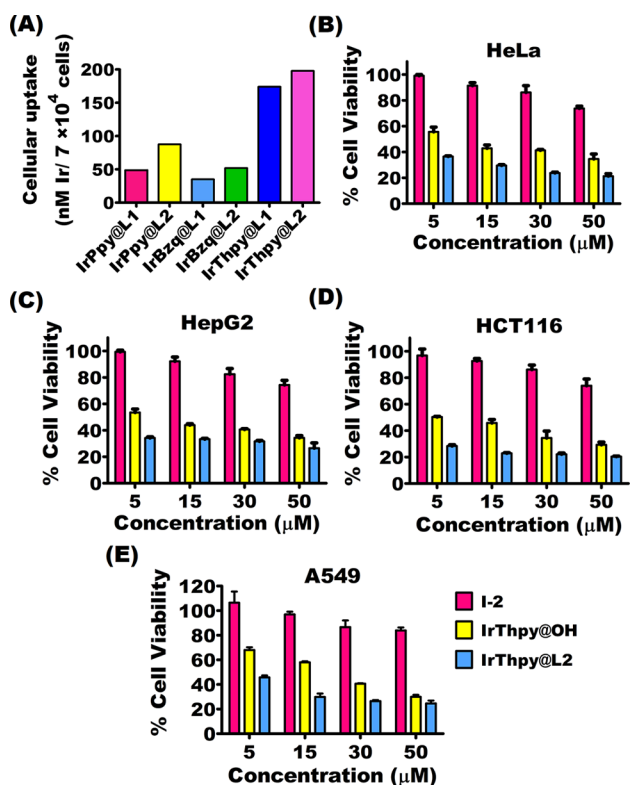 (A)
Cellular uptake
(nM Ir/ 7 ×10⁴ cells)
200
150
100
50
0
IrPpy@L1
IrPpy@L2
IrBzq@L1
IrBzq@L2
IrThpy@L1
IrThpy@L2
(B)
HeLa
% Cell Viability
100
80
60
40
20
0
5 15 30 50
Concentration (μM)
(C)
HepG2
% Cell Viability
100
80
60
40
20
0
5 15 30 50
Concentration (μM)
(D)
HCT116
% Cell Viability
100
80
60
40
20
0
5 15 30 50
Concentration (μM)
(E)
A549
% Cell Viability
120
100
80
60
40
20
0
5 15 30 50
Concentration (μM)
I-2
IrThpy@OH
IrThpy@L2